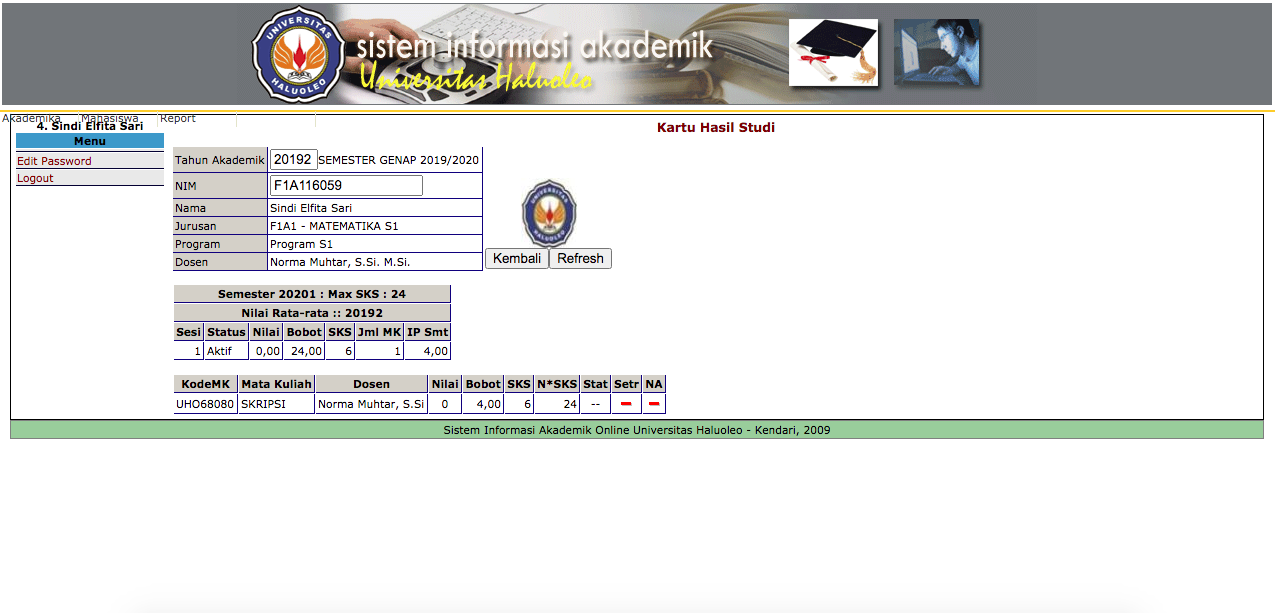 UNIVERSITAS HALUOLEO
sistem informasi akademik
Universitas Haluoleo
Akademika Mahasiswa Report
4. Sindi Elfita Sari
Menu
Edit Password
Logout
Kartu Hasil Studi
Tahun Akademik 20192 SEMESTER GENAP 2019/2020
NIM F1A116059
Nama Sindi Elfita Sari
Jurusan F1A1 - MATEMATIKA S1
Program Program S1
Dosen Norma Muhtar, S.Si. M.Si.
UNIVERSITAS HALUOLEO
Kembali Refresh
Semester 20201 : Max SKS : 24
Nilai Rata-rata :: 20192
Sesi Status Nilai Bobot SKS Jml MK IP Smt
1 Aktif 0,00 24,00 6 1 4,00
KodeMK Mata Kuliah Dosen Nilai Bobot SKS N*SKS Stat Setr NA
UHO68080 SKRIPSI Norma Muhtar, S.Si 0 4,00 6 24 --
Sistem Informasi Akademik Online Universitas Haluoleo - Kendari, 2009